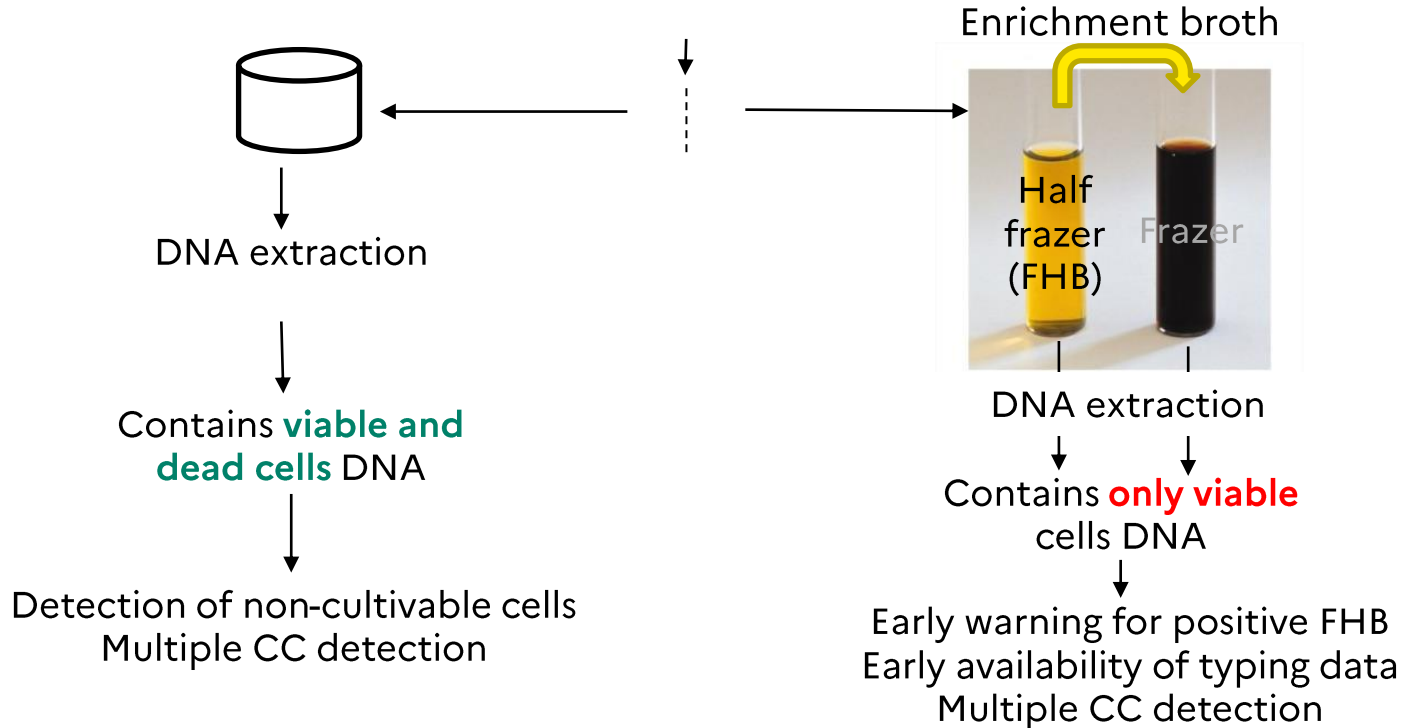 Enrichment broth
Half
frazer
(FHB)
Frazer
DNA extraction
Contains viable and
dead cells DNA
Detection of non-cultivable cells
Multiple CC detection
DNA extraction
Contains only viable
cells DNA
Early warning for positive FHB
Early availability of typing data
Multiple CC detection